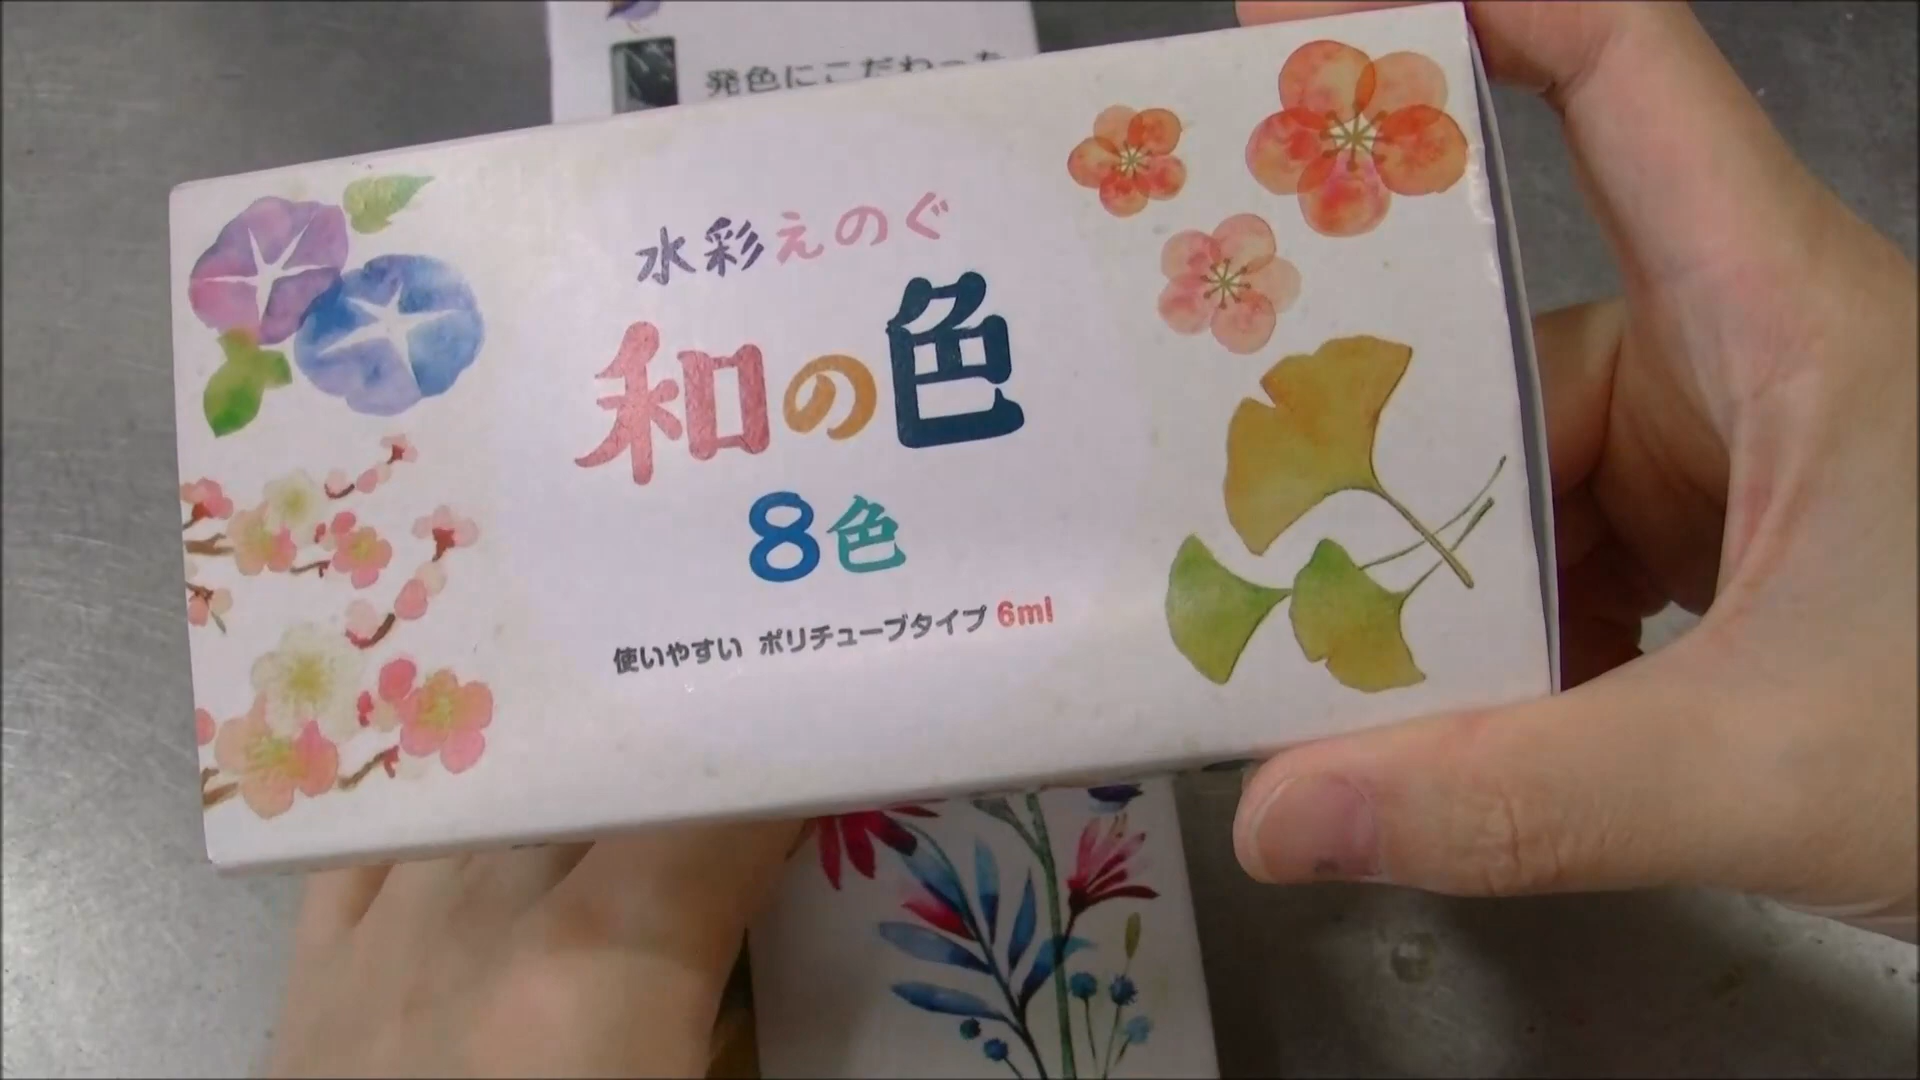 発色にこだわった
水彩えのぐ
和の色
8色
使いやすい ポリチューブタイプ 6ml